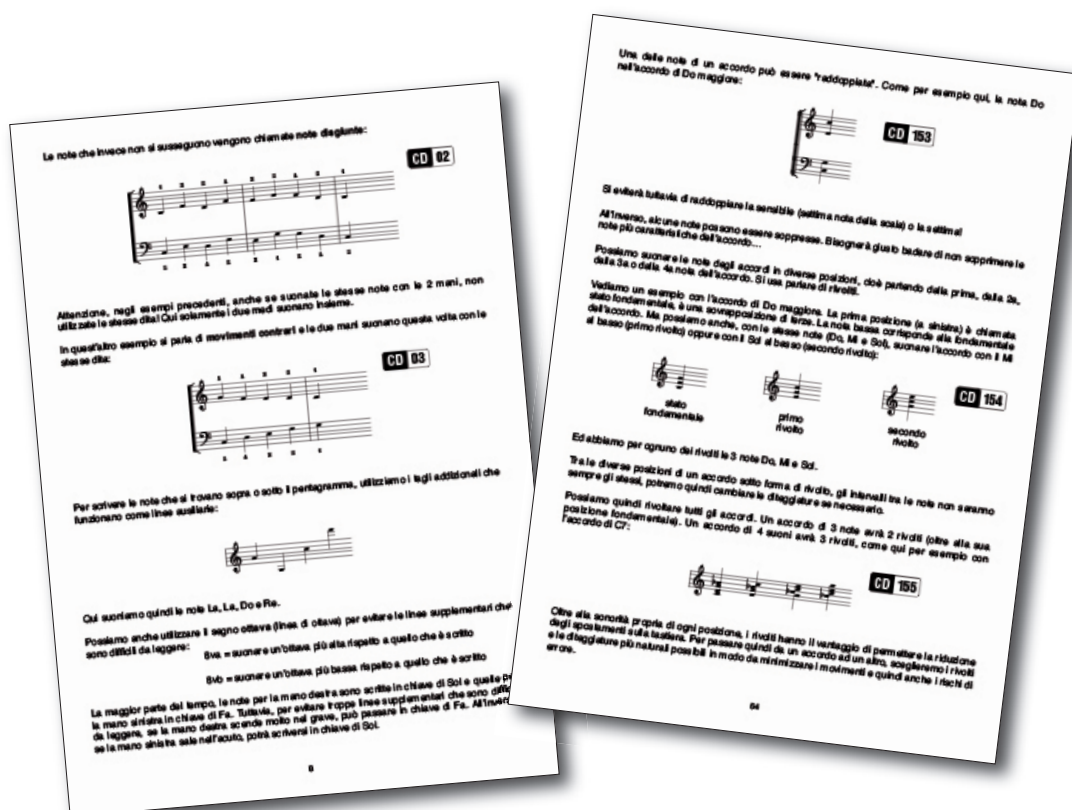 Le note che invece non si susseguono vengono chiamate note disgiunte:
CD 02
Attenzione, negli esempi precedenti, anche se suonate le stesse note con le 2 mani, non
utilizzate le stesse dita! Qui solamente i due medi suonano insieme.
In quest'altro esempio si parla di movimenti contrari e le due mani suonano questa volta con le
stesse dita:
CD 03
Per scrivere le note che si trovano sopra o sotto il pentagramma, utilizziamo i tagli addizionali che
funzionano come linee ausiliarie:
Qui suoniamo quindi le note La, La, Do e Re.
Possiamo anche utilizzare il segno ottava (linea di ottava) per evitare le linee supplementari che
sono difficili da leggere:
8va = suonare un'ottava più alta rispetto a quello che è scritto
8vb = suonare un'ottava più bassa rispetto a quello che è scritto
La maggior parte del tempo, le note per la mano destra sono scritte in chiave di Sol e quelle
la mano sinistra in chiave di Fa. Tuttavia, per evitare troppe linee supplementari che sono
da leggere, se la mano destra scende molto nel grave, può passare in chiave di Fa.
se la mano sinistra sale nell'acuto, potrà scriversi in chiave di Sol.
Una delle note di un accordo può essere "raddoppiata". Come per esempio qui, la nota Do
nell'accordo di Do maggiore:
CD 153
Si eviterà tuttavia di raddoppiare la sensibile (settima nota della scala) o la settima!
All'inverso, alcune note possono essere soppresse. Bisognerà giusto badare di non sopprimere le
note più caratteristiche dell'accordo...
Possiamo suonare le note degli accordi in diverse posizioni, cioè partendo dalla prima, dalla 2a,
dalla 3a o dalla 4a nota dell'accordo. Si usa parlare di rivolti.
Vediamo un esempio con l'accordo di Do maggiore. La prima posizione (a sinistra) è chiamata
stato fondamentale, è una sovrapposizione di terze. La nota bassa corrisponde alla fondamentale
dell'accordo. Ma possiamo anche, con le stesse note (Do, Mi e Sol), suonare l'accordo con il Mi
al basso (primo rivolto) oppure con il Sol al basso (secondo rivolto):
CD 154
stato
fondamentale
primo
rivolto
secondo
rivolto
Ed abbiamo per ognuno dei rivolti le 3 note Do, Mi e Sol.
Tra le diverse posizioni di un accordo sotto forma di rivolto, gli intervalli tra le note non saranno
sempre gli stessi, potremo quindi cambiare le diteggiature se necessario.
Possiamo quindi rivoltare tutti gli accordi. Un accordo di 3 note avrà 2 rivolti (oltre alla sua
posizione fondamentale). Un accordo di 4 suoni avrà 3 rivolti, come qui per esempio con
l'accordo di C7:
CD 155
Oltre alla sonorità propria di ogni posizione, i rivolti hanno il vantaggio di permettere la riduzione
degli spostamenti sulla tastiera. Per passare quindi da un accordo ad un altro, sceglieremo i rivolti
e le diteggiature più naturali possibili in modo da minimizzare i movimenti e quindi anche i rischi di
errore.